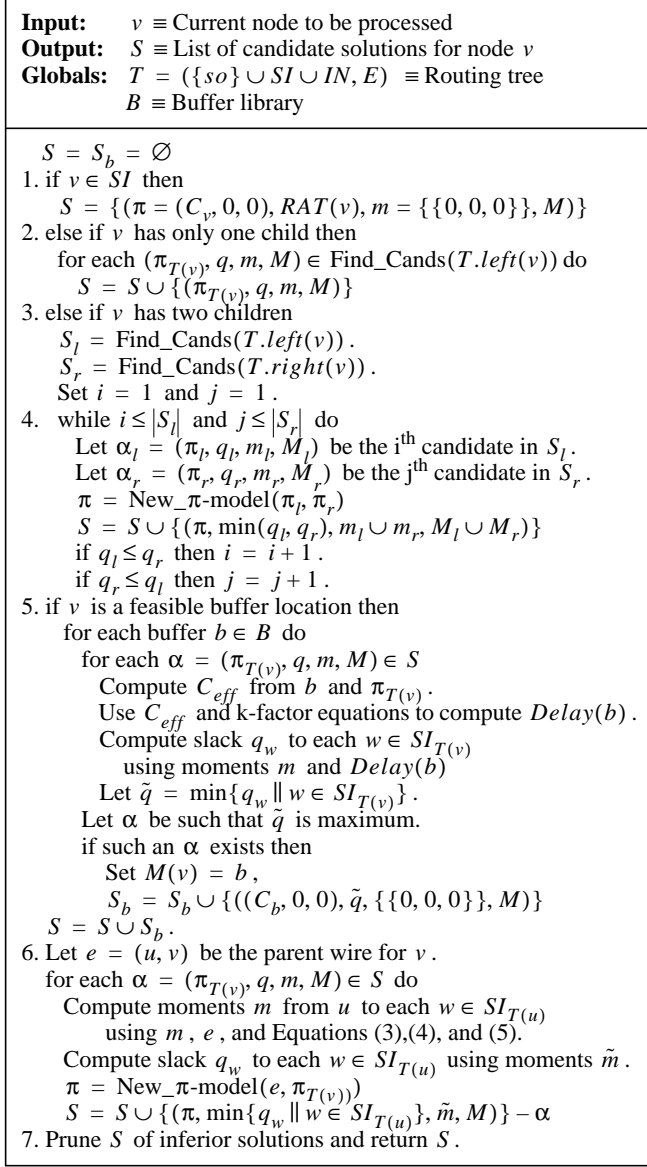 Input: v ≡ Current node to be processed
Output: S ≡ List of candidate solutions for node v
Globals: T = ({so} ∪ SI ∪ IN, E) ≡ Routing tree
B ≡ Buffer library
S = S_b = ∅
1. if v ∈ SI then
S = {(π = (C_v, 0, 0), RAT(v), m = {{0, 0, 0}}, M)}
2. else if v has only one child then
for each (π_T(v), q, m, M) ∈ Find_Cands(T.left(v)) do
S = S ∪ {(π_T(v), q, m, M)}
3. else if v has two children
S_l = Find_Cands(T.left(v)) .
S_r = Find_Cands(T.right(v)) .
Set i = 1 and j = 1 .
4. while i ≤ |S_l| and j ≤ |S_r| do
Let α_l = (π_l, q_l, m_l, M_l) be the i^th candidate in S_l .
Let α_r = (π_r, q_r, m_r, M_r) be the j^th candidate in S_r .
π = New_π-model(π_l, π_r)
S = S ∪ {(π, min(q_l, q_r), m_l ∪ m_r, M_l ∪ M_r)}
if q_l ≤ q_r then i = i + 1 .
if q_r ≤ q_l then j = j + 1 .
5. if v is a feasible buffer location then
for each buffer b ∈ B do
for each α = (π_T(v), q, m, M) ∈ S
Compute C_eff from b and π_T(v) .
Use C_eff and k-factor equations to compute Delay(b) .
Compute slack q_w to each w ∈ SI_T(v)
using moments m and Delay(b)
Let q̃ = min{q_w || w ∈ SI_T(v)} .
Let α be such that q̃ is maximum.
if such an α exists then
Set M(v) = b ,
S_b = S_b ∪ {((C_b, 0, 0), q̃, {{0, 0, 0}}, M)}
S = S ∪ S_b .
6. Let e = (u, v) be the parent wire for v .
for each α = (π_T(v), q, m, M) ∈ S do
Compute moments m from u to each w ∈ SI_T(u)
using m , e , and Equations (3),(4), and (5).
Compute slack q_w to each w ∈ SI_T(u) using moments m̃ .
π = New_π-model(e, π_T(v)))
S = S ∪ {(π, min{q_w || w ∈ SI_T(u)}, m̃, M)} – α
7. Prune S of inferior solutions and return S .